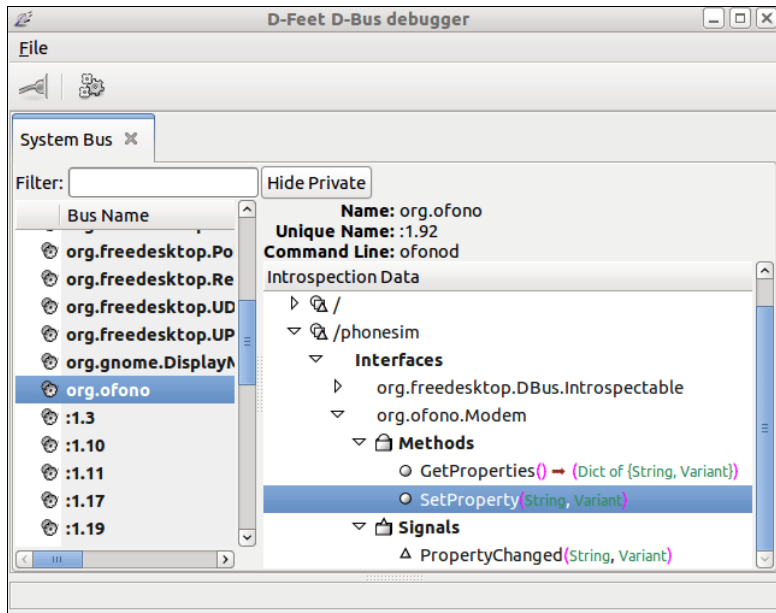 D-Feet D-Bus debugger
File
System Bus
Filter:
Hide Private
Bus Name
org.freedesktop.Po
org.freedesktop.Re
org.freedesktop.UD
org.freedesktop.UP
org.gnome.DisplayM
org.ofono
:1.3
:1.10
:1.11
:1.17
:1.19
Name: org.ofono
Unique Name: :1.92
Command Line: ofonod
Introspection Data
/
/phonesim
Interfaces
org.freedesktop.DBus.Introspectable
org.ofono.Modem
Methods
GetProperties() ➡ (Dict of {String, Variant})
SetProperty(String, Variant)
Signals
PropertyChanged(String, Variant)